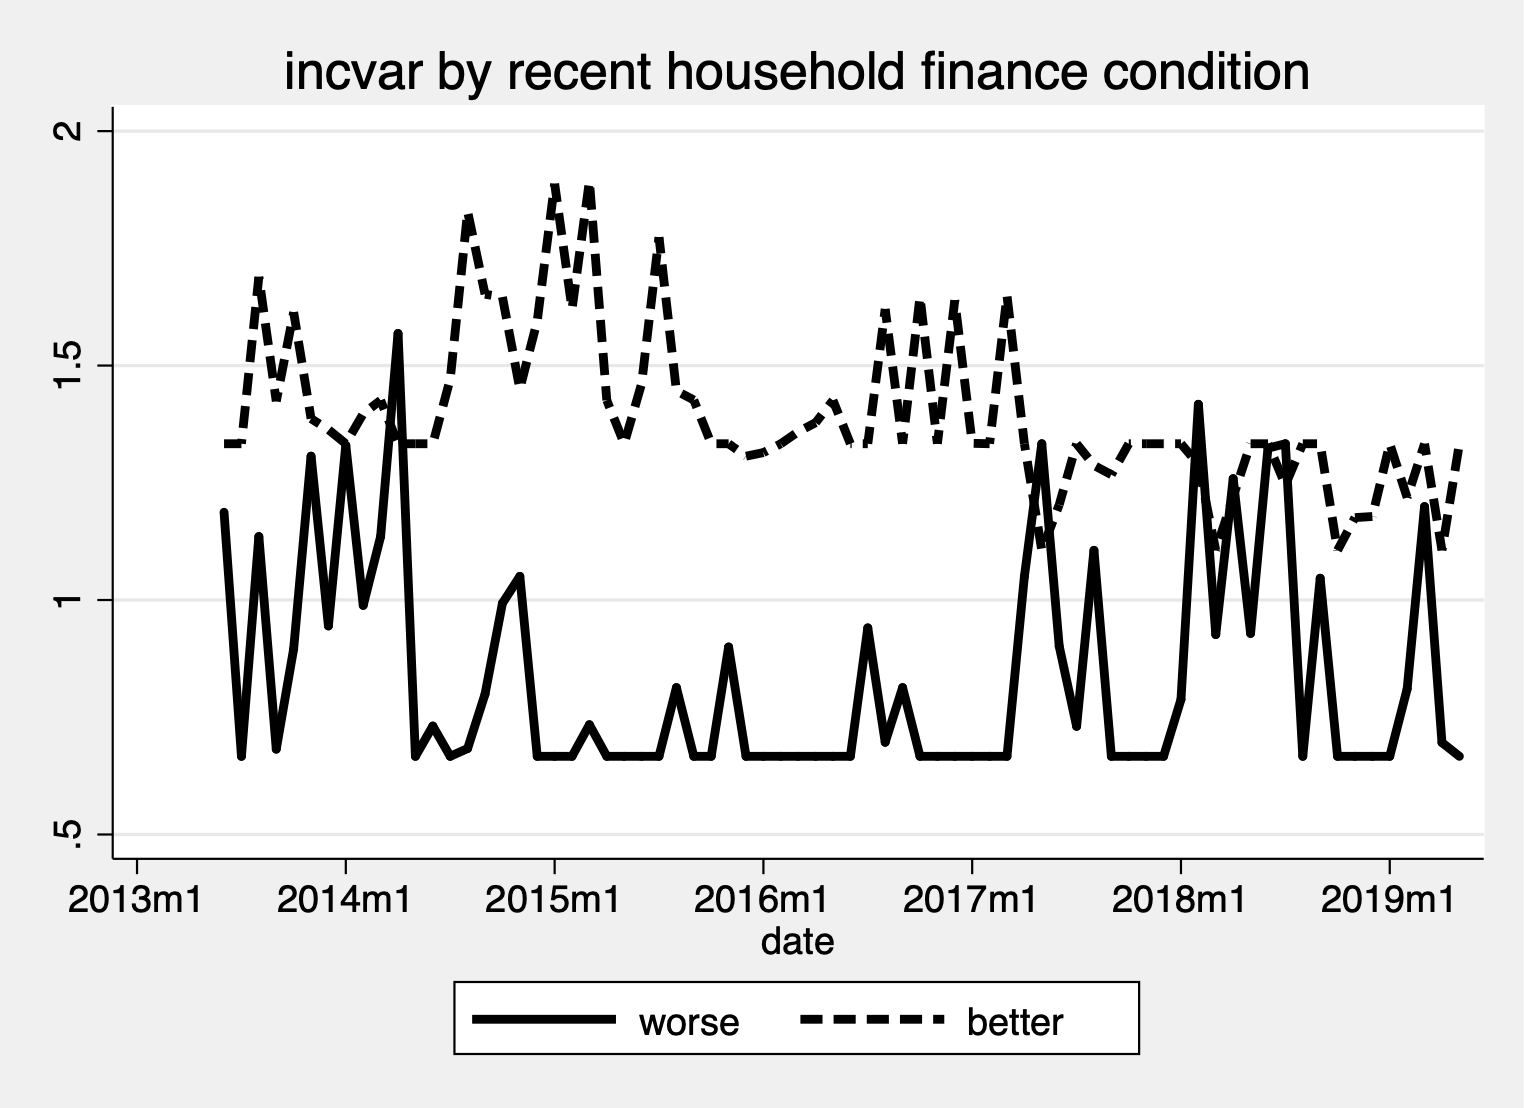 incvar by recent household finance condition
2
1.5
1
.5
2013m1 2014m1 2015m1 2016m1 2017m1 2018m1 2019m1
date
worse better